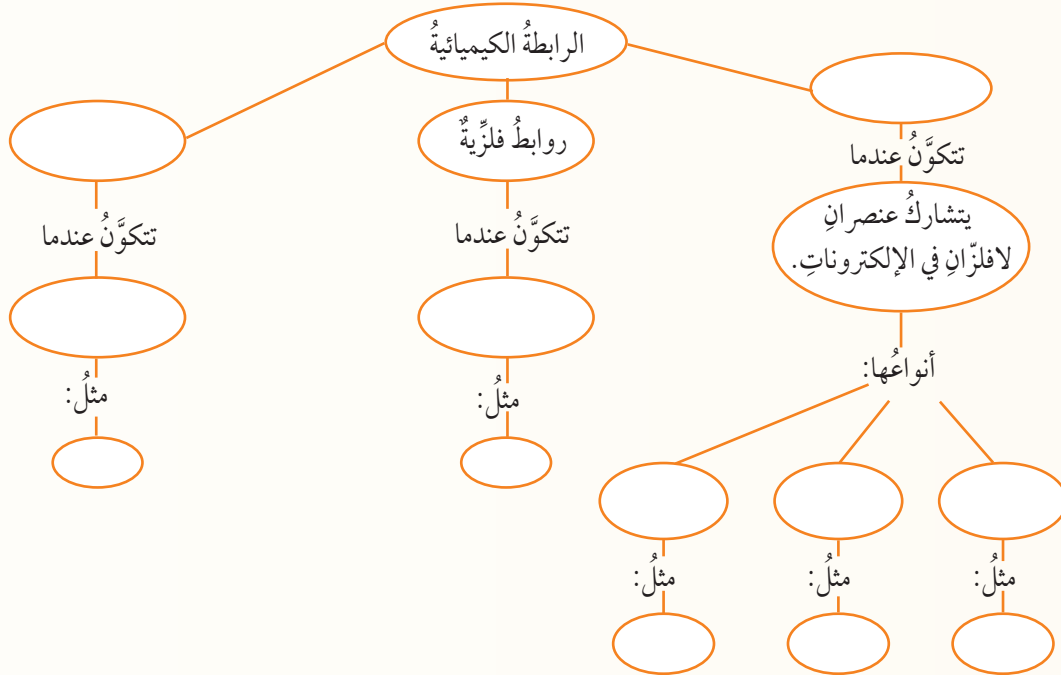 الرابطةُ الكيميائيةُ
روابطُ فلزِّيةٌ
تتكوَّنُ عندما
يتشاركُ عنصرانِ
لافلزّانِ في الإلكتروناتِ.
تتكوَّنُ عندما
تتكوَّنُ عندما
أنواعُها:
مثلُ:
مثلُ:
مثلُ:
مثلُ:
مثلُ: